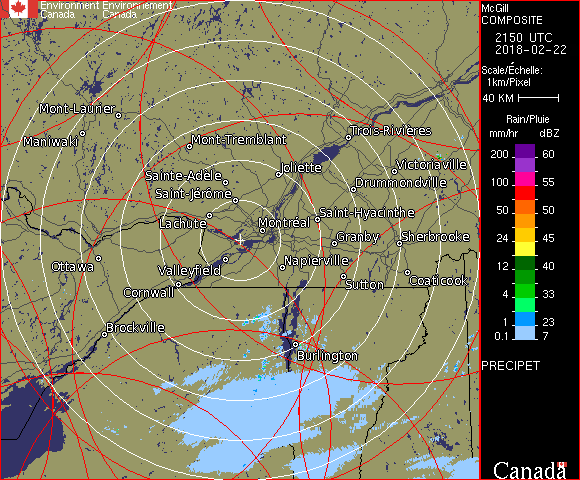 Environment Environnement
Canada Canada
McGill
COMPOSITE
2150 UTC
2018-02-22
Scale/Échelle:
1km/Pixel
40 KM
Rain/Pluie
mm/hr dBZ
200 60
100 55
50 50
24 45
12 40
4 33
1 23
0.1 7
PRECIPET
Canada
Mont-Laurier
Maniwaki
Mont-Tremblant
Trois-Rivières
Joliette
Victoriaville
Sainte-Adèle
Drummondville
Saint-Jérôme
Saint-Hyacinthe
Lachute
Montréal
Granby
Sherbrooke
Ottawa
Valleyfield
Napierville
Cornwall
Sutton
Coaticook
Brockville
Burlington